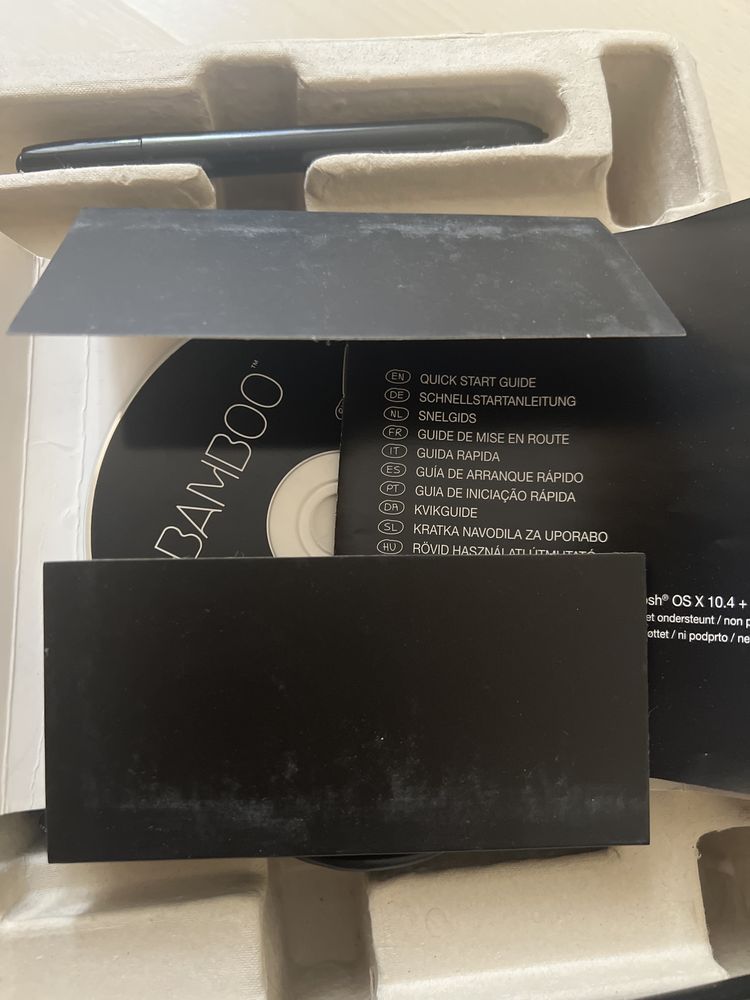 BAMBOO™
EN QUICK START GUIDE
DE SCHNELLSTARTANLEITUNG
NL SNELGIDS
FR GUIDE DE MISE EN ROUTE
IT GUIDA RAPIDA
ES GUÍA DE ARRANQUE RÁPIDO
PT GUIA DE INICIAÇÃO RÁPIDA
DA KVIKGUIDE
SL KRATKA NAVODILA ZA UPORABO
HU RÖVID HASZNÁLATI ÚTMUTATÓ
osh® OS X 10.4 +
et ondersteunt / non p
øttet / ni podprto / ne